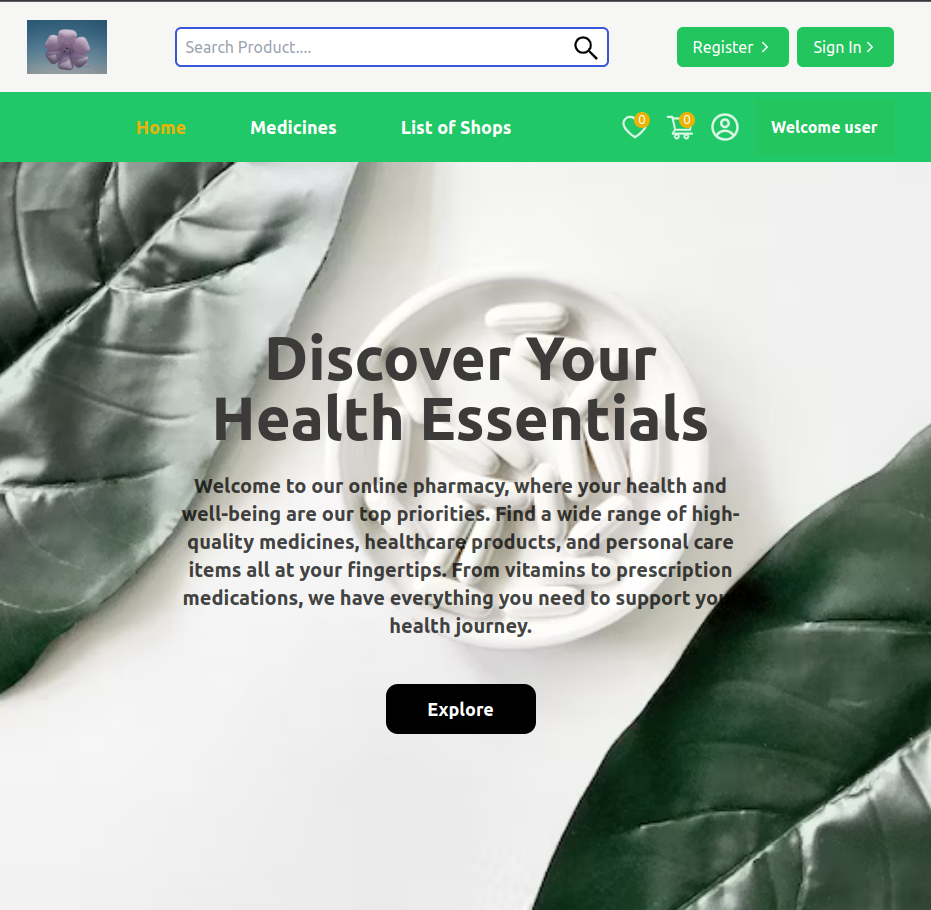 Search Product....
Register
Sign In
Home
Medicines
List of Shops
0
0
Welcome user
Discover Your
Health Essentials
Welcome to our online pharmacy, where your health and
well-being are our top priorities. Find a wide range of high-
quality medicines, healthcare products, and personal care
items all at your fingertips. From vitamins to prescription
medications, we have everything you need to support your
health journey.
Explore